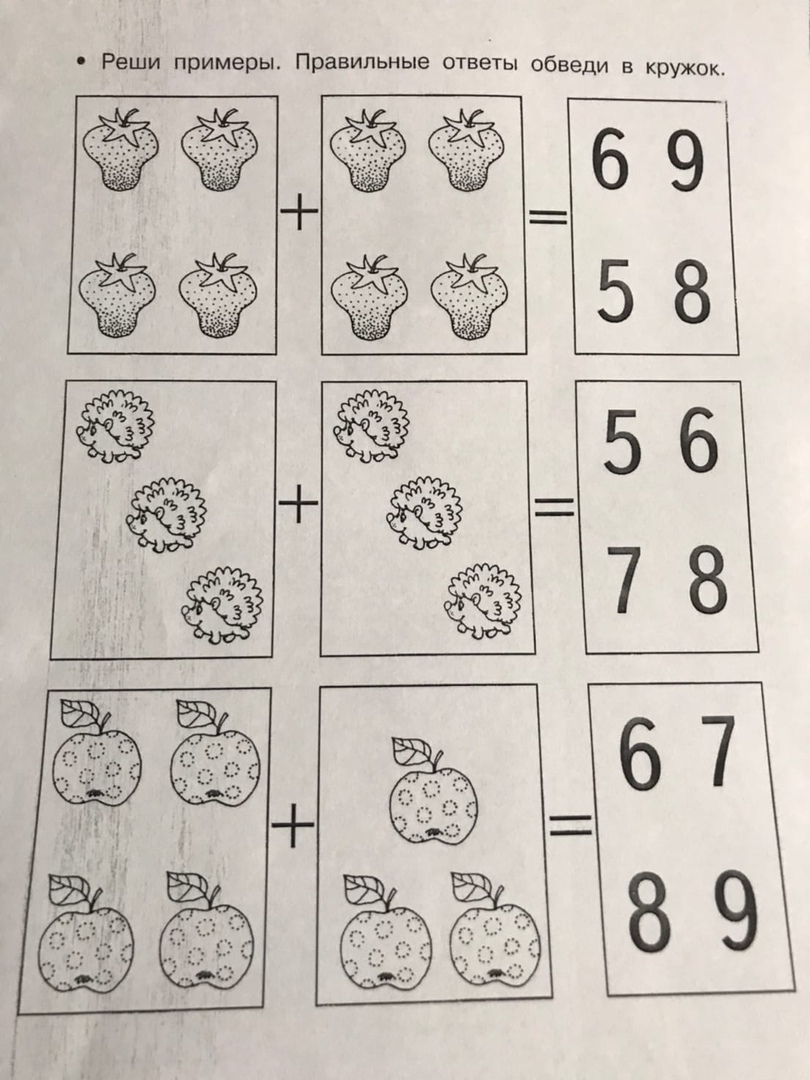 • Реши примеры. Правильные ответы обведи в кружок.
+ = 6 9
5 8
+ = 5 6
7 8
+ = 6 7
8 9